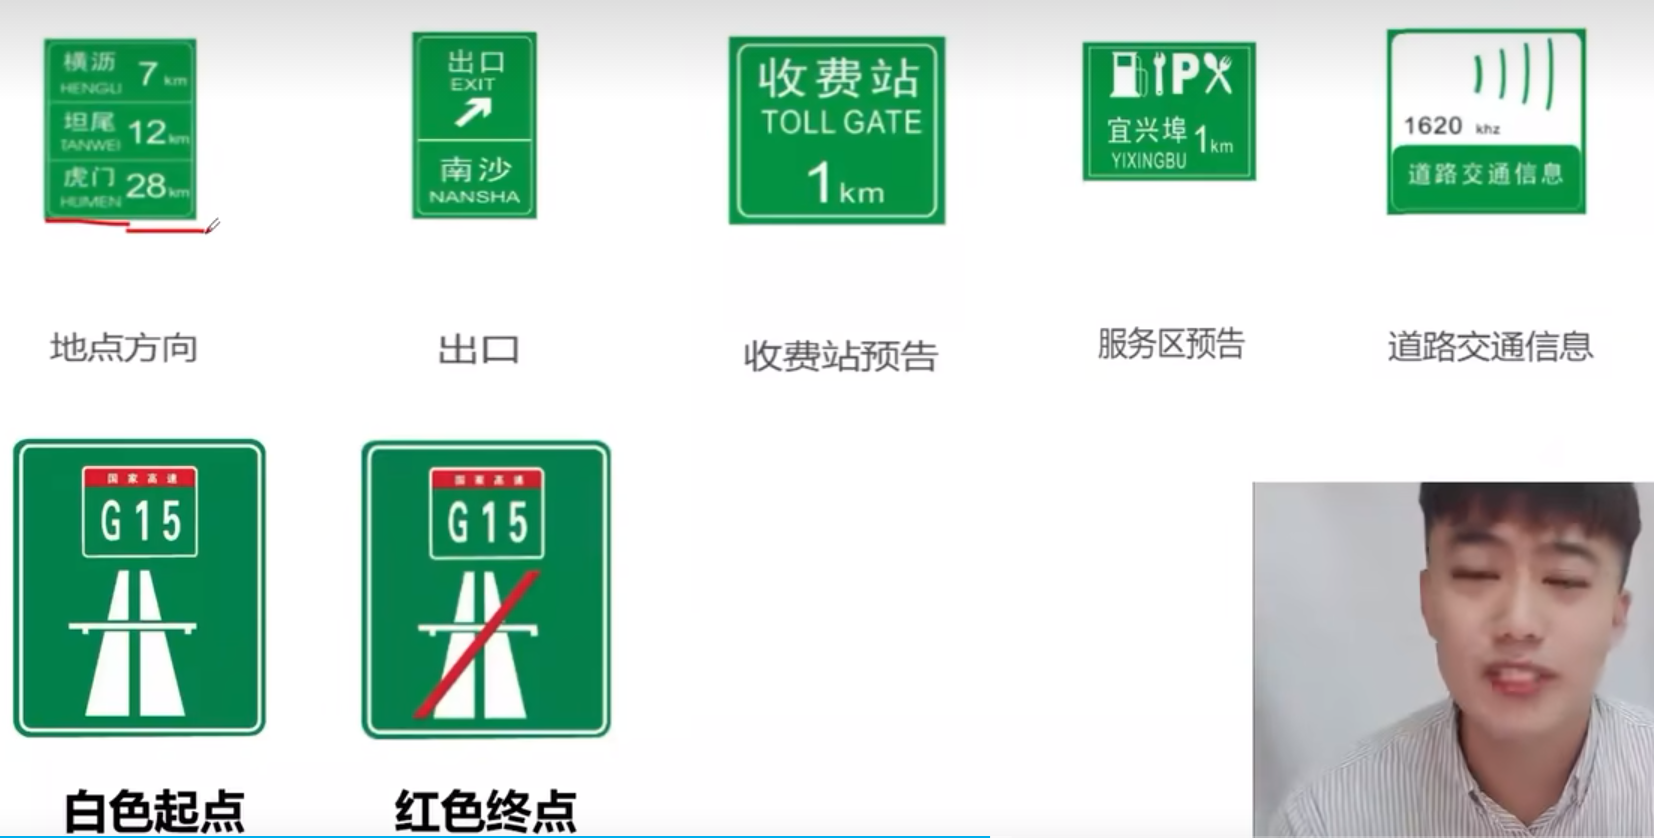 横沥 7 km
HENGLI
坦尾 12 km
TANWEI
虎门 28 km
HUMEN
出口
EXIT
南沙
NANSHA
收费站
TOLL GATE
1 km
P
宜兴埠 1 km
YIXINGBU
1620 khz
道路交通信息
地点方向
出口
收费站预告
服务区预告
道路交通信息
国家高速
G15
国家高速
G15
白色起点
红色终点